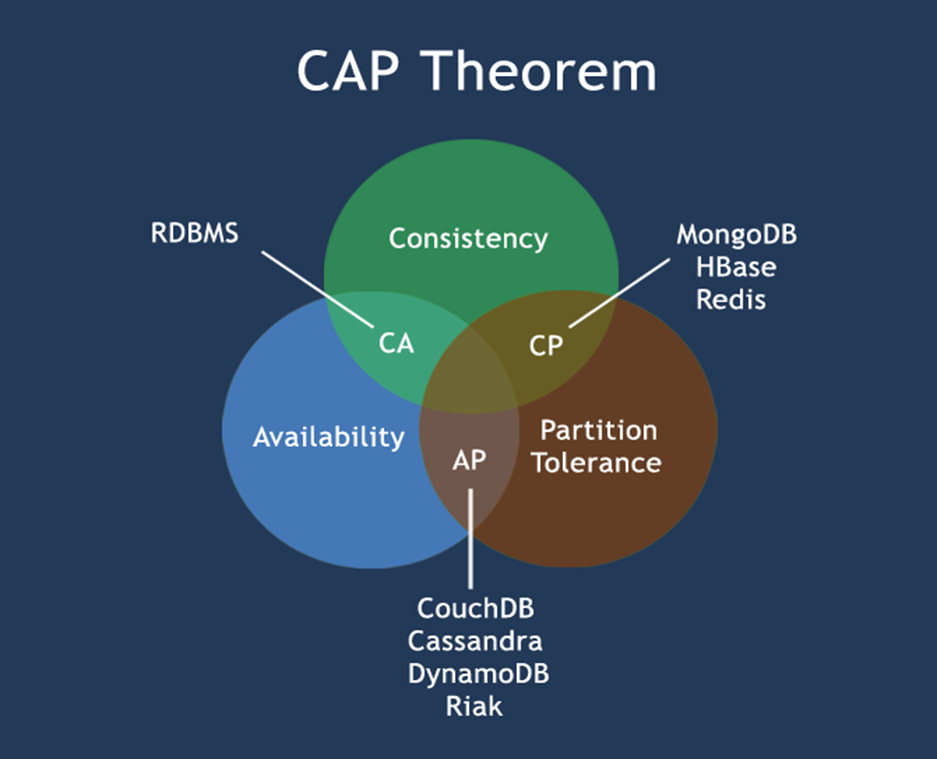 CAP Theorem
RDBMS
Consistency
MongoDB
HBase
Redis
CA
CP
Availability
Partition
Tolerance
AP
CouchDB
Cassandra
DynamoDB
Riak